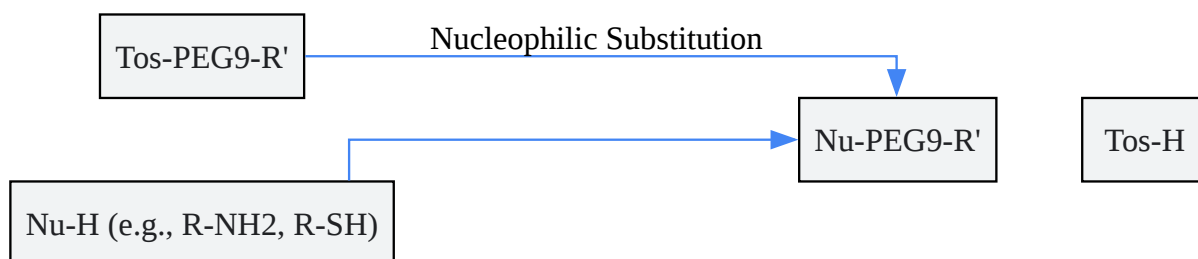 Nucleophilic Substitution
Tos-PEG9-R'
Nu-PEG9-R'
Tos-H
Nu-H (e.g., R-NH2, R-SH)